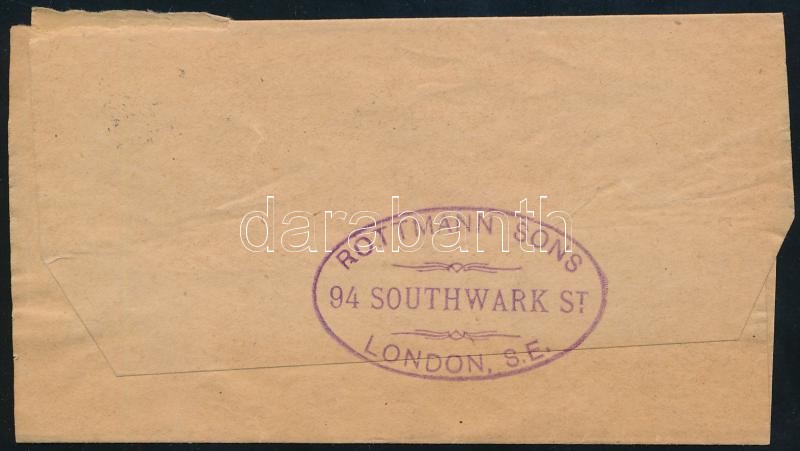 darabanth
ROTTMANN SONS
94 SOUTHWARK ST
LONDON, S.E.